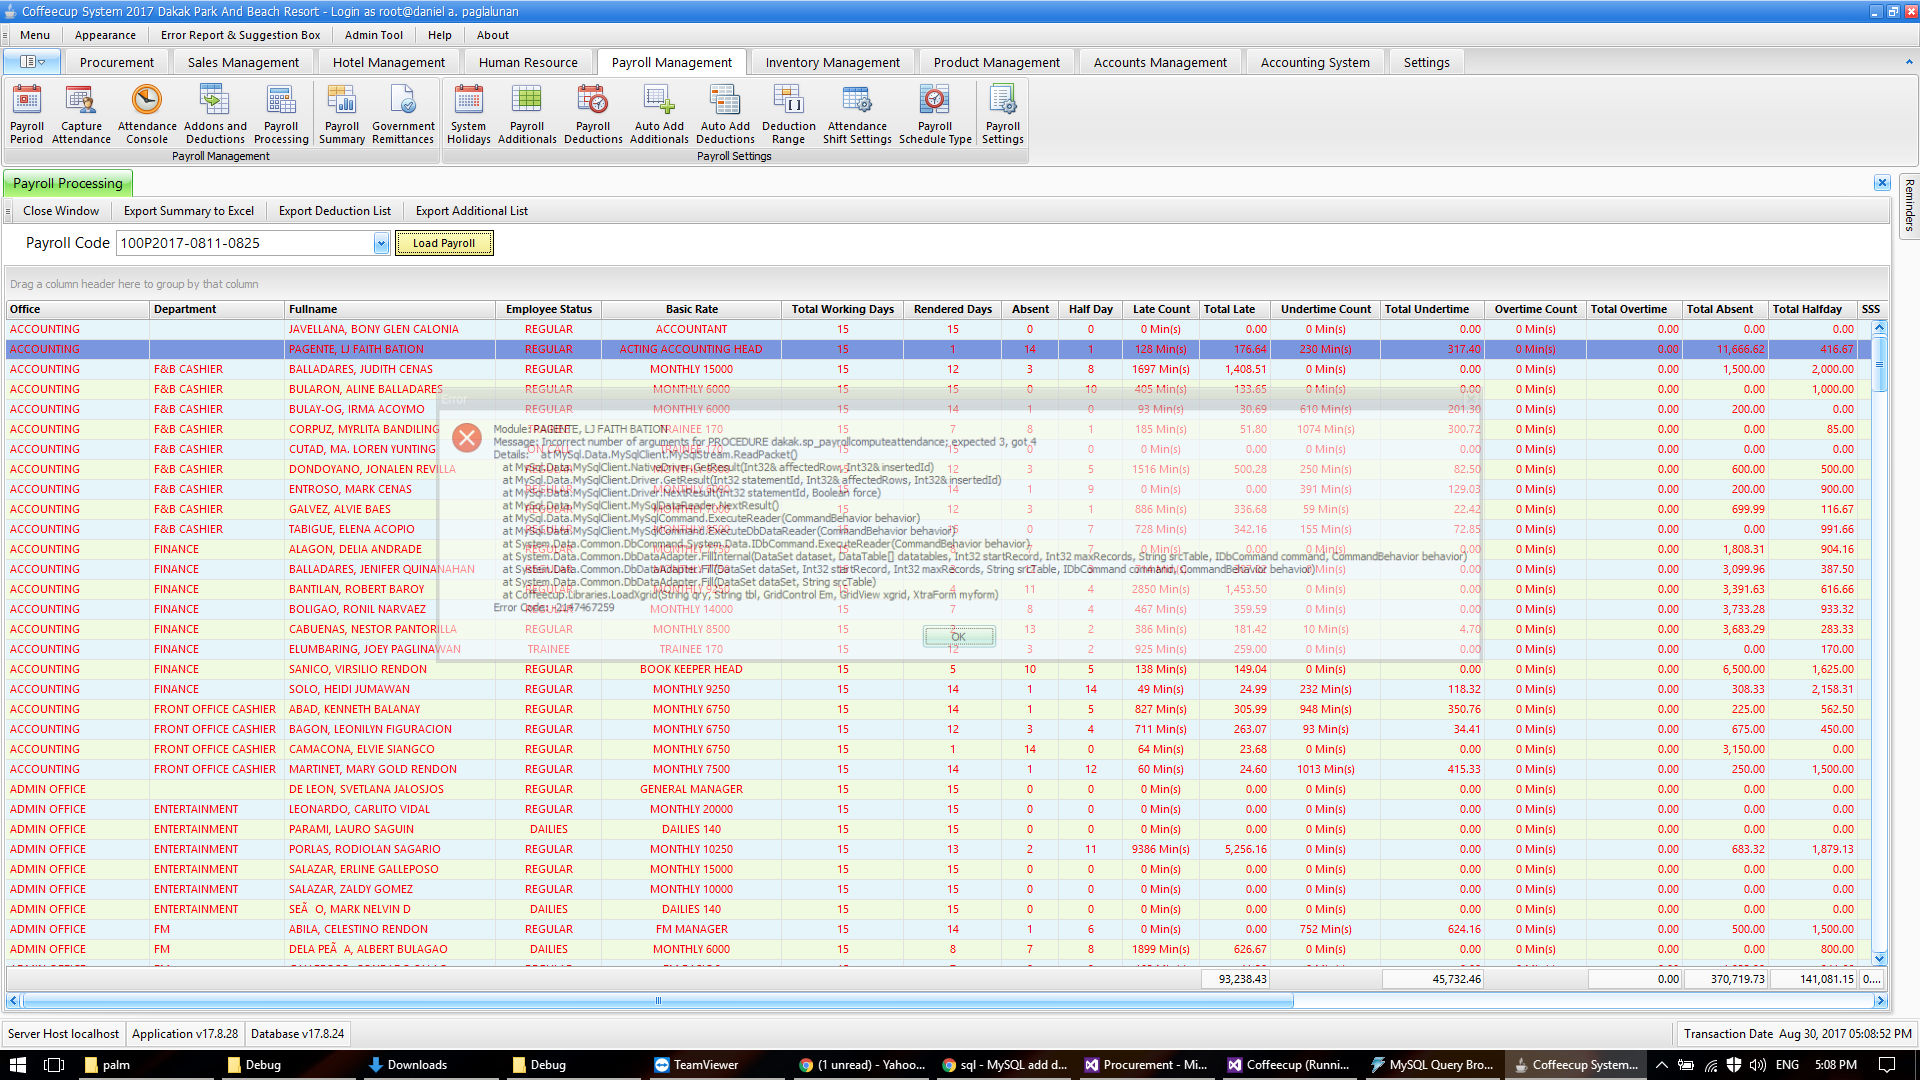 Coffeecup System 2017 Dakak Park And Beach Resort - Login as root@daniel a. paglalunan
Menu Appearance Error Report & Suggestion Box Admin Tool Help About
Procurement Sales Management Hotel Management Human Resource Payroll Management Inventory Management Product Management Accounts Management Accounting System Settings
Payroll Period Capture Attendance Attendance Console Addons and Deductions Payroll Processing Payroll Summary Government Remittances System Holidays Payroll Additionals Payroll Deductions Auto Add Additionals Auto Add Deductions Deduction Range Attendance Shift Settings Payroll Schedule Type Payroll Settings
Payroll Management Payroll Settings
Payroll Processing
Reminders
Close Window Export Summary to Excel Export Deduction List Export Additional List
Payroll Code 100P2017-0811-0825 Load Payroll
Drag a column header here to group by that column
Office Department Fullname Employee Status Basic Rate Total Working Days Rendered Days Absent Half Day Late Count Total Late Undertime Count Total Undertime Overtime Count Total Overtime Total Absent Total Halfday SSS
ACCOUNTING JAVELLANA, BONY GLEN CALONIA REGULAR ACCOUNTANT 15 15 0 0 0 Min(s) 0.00 0 Min(s) 0.00 0 Min(s) 0.00 0.00 0.00
ACCOUNTING PAGENTE, LJ FAITH BATION REGULAR ACTING ACCOUNTING HEAD 15 1 14 1 128 Min(s) 176.64 230 Min(s) 317.40 0 Min(s) 0.00 11,666.62 416.67
ACCOUNTING F&B CASHIER BALLADARES, JUDITH CENAS REGULAR MONTHLY 15000 15 12 3 8 1697 Min(s) 1,408.51 0 Min(s) 0.00 0 Min(s) 0.00 1,500.00 2,000.00
ACCOUNTING F&B CASHIER BULARON, ALINE BALLADARES REGULAR MONTHLY 6000 15 15 0 10 405 Min(s) 133.65 0 Min(s) 0.00 0 Min(s) 0.00 0.00 1,000.00
ACCOUNTING F&B CASHIER BULAY-OG, IRMA ACOYMO REGULAR MONTHLY 6000 15 14 1 0 93 Min(s) 30.69 610 Min(s) 201.30 0 Min(s) 0.00 200.00 0.00
ACCOUNTING F&B CASHIER CORPUZ, MYRLITA BANDILING TRAINEE 170 15 7 8 1 185 Min(s) 51.80 1074 Min(s) 300.72 0 Min(s) 0.00 0.00 85.00
ACCOUNTING F&B CASHIER CUTAD, MA. LOREN YUNTING 15 15 0 0 0 Min(s) 0.00 0 Min(s) 0.00 0 Min(s) 0.00 0.00 0.00
ACCOUNTING F&B CASHIER DONDOYANO, JONALEN REVILLA 15 12 3 5 1516 Min(s) 500.28 250 Min(s) 82.50 0 Min(s) 0.00 600.00 500.00
ACCOUNTING F&B CASHIER ENTROSO, MARK CENAS 15 14 1 9 0 Min(s) 0.00 391 Min(s) 129.03 0 Min(s) 0.00 200.00 900.00
ACCOUNTING F&B CASHIER GALVEZ, ALVIE BAES 15 12 3 1 886 Min(s) 336.68 59 Min(s) 22.42 0 Min(s) 0.00 699.99 116.67
ACCOUNTING F&B CASHIER TABIGUE, ELENA ACOPIO 15 0 7 728 Min(s) 342.16 155 Min(s) 72.85 0 Min(s) 0.00 0.00 991.66
ACCOUNTING FINANCE ALAGON, DELIA ANDRADE 0 Min(s) 0.00 1,808.31 904.16
ACCOUNTING FINANCE BALLADARES, JENIFER QUINANAHAN 0 Min(s) 0.00 3,099.96 387.50
ACCOUNTING FINANCE BANTILAN, ROBERT BAROY REGULAR MONTHLY 9250 15 4 11 4 2850 Min(s) 1,453.50 0 Min(s) 0.00 0 Min(s) 0.00 3,391.63 616.66
ACCOUNTING FINANCE BOLIGAO, RONIL NARVAEZ REGULAR MONTHLY 14000 15 7 8 4 467 Min(s) 359.59 0 Min(s) 0.00 0 Min(s) 0.00 3,733.28 933.32
ACCOUNTING FINANCE CABUENAS, NESTOR PANTORILLA REGULAR MONTHLY 8500 15 2 13 2 386 Min(s) 181.42 10 Min(s) 4.70 0 Min(s) 0.00 3,683.29 283.33
ACCOUNTING FINANCE ELUMBARING, JOEY PAGLINAWAN TRAINEE TRAINEE 170 15 12 3 2 925 Min(s) 259.00 0 Min(s) 0.00 0 Min(s) 0.00 0.00 170.00
ACCOUNTING FINANCE SANICO, VIRSILIO RENDON REGULAR BOOK KEEPER HEAD 15 5 10 5 138 Min(s) 149.04 0 Min(s) 0.00 0 Min(s) 0.00 6,500.00 1,625.00
ACCOUNTING FINANCE SOLO, HEIDI JUMAWAN REGULAR MONTHLY 9250 15 14 1 14 49 Min(s) 24.99 232 Min(s) 118.32 0 Min(s) 0.00 308.33 2,158.31
ACCOUNTING FRONT OFFICE CASHIER ABAD, KENNETH BALANAY REGULAR MONTHLY 6750 15 14 1 5 827 Min(s) 305.99 948 Min(s) 350.76 0 Min(s) 0.00 225.00 562.50
ACCOUNTING FRONT OFFICE CASHIER BAGON, LEONILYN FIGURACION REGULAR MONTHLY 6750 15 12 3 4 711 Min(s) 263.07 93 Min(s) 34.41 0 Min(s) 0.00 675.00 450.00
ACCOUNTING FRONT OFFICE CASHIER CAMACONA, ELVIE SIANGCO REGULAR MONTHLY 6750 15 1 14 0 64 Min(s) 23.68 0 Min(s) 0.00 0 Min(s) 0.00 3,150.00 0.00
ACCOUNTING FRONT OFFICE CASHIER MARTINET, MARY GOLD RENDON REGULAR MONTHLY 7500 15 14 1 12 60 Min(s) 24.60 1013 Min(s) 415.33 0 Min(s) 0.00 250.00 1,500.00
ADMIN OFFICE DE LEON, SVETLANA JALOSJOS REGULAR GENERAL MANAGER 15 15 0 0 0 Min(s) 0.00 0 Min(s) 0.00 0 Min(s) 0.00 0.00 0.00
ADMIN OFFICE ENTERTAINMENT LEONARDO, CARLITO VIDAL REGULAR MONTHLY 20000 15 15 0 0 0 Min(s) 0.00 0 Min(s) 0.00 0 Min(s) 0.00 0.00 0.00
ADMIN OFFICE ENTERTAINMENT PARAMI, LAURO SAGUIN DAILIES DAILIES 140 15 15 0 0 0 Min(s) 0.00 0 Min(s) 0.00 0 Min(s) 0.00 0.00 0.00
ADMIN OFFICE ENTERTAINMENT PORLAS, RODIOLAN SAGARIO REGULAR MONTHLY 10250 15 13 2 11 9386 Min(s) 5,256.16 0 Min(s) 0.00 0 Min(s) 0.00 683.32 1,879.13
ADMIN OFFICE ENTERTAINMENT SALAZAR, ERLINE GALLEPOSO REGULAR MONTHLY 15000 15 15 0 0 0 Min(s) 0.00 0 Min(s) 0.00 0 Min(s) 0.00 0.00 0.00
ADMIN OFFICE ENTERTAINMENT SALAZAR, ZALDY GOMEZ REGULAR MONTHLY 10000 15 15 0 0 0 Min(s) 0.00 0 Min(s) 0.00 0 Min(s) 0.00 0.00 0.00
ADMIN OFFICE ENTERTAINMENT SEÃ O, MARK NELVIN D DAILIES DAILIES 140 15 15 0 0 0 Min(s) 0.00 0 Min(s) 0.00 0 Min(s) 0.00 0.00 0.00
ADMIN OFFICE FM ABILA, CELESTINO RENDON REGULAR FM MANAGER 15 14 1 6 0 Min(s) 0.00 752 Min(s) 624.16 0 Min(s) 0.00 500.00 1,500.00
ADMIN OFFICE FM DELA PEÃ A, ALBERT BULAGAO DAILIES MONTHLY 6000 15 8 7 8 1899 Min(s) 626.67 0 Min(s) 0.00 0 Min(s) 0.00 0.00 800.00
93,238.43 45,732.46 0.00 370,719.73 141,081.15 0....
Error
Module: PAGENTE, LJ FAITH BATION
Message: Incorrect number of arguments for PROCEDURE dakak.sp_payrollcomputeattendance; expected 3, got 4
Details: at MySql.Data.MySqlClient.MySqlStream.ReadPacket()
at MySql.Data.MySqlClient.NativeDriver.GetResult(Int32& affectedRow, Int32& insertedId)
at MySql.Data.MySqlClient.Driver.GetResult(Int32 statementId, Int32& affectedRows, Int32& insertedId)
at MySql.Data.MySqlClient.Driver.NextResult(Int32 statementId, Boolean force)
at MySql.Data.MySqlClient.MySqlDataReader.NextResult()
at MySql.Data.MySqlClient.MySqlCommand.ExecuteReader(CommandBehavior behavior)
at MySql.Data.MySqlClient.MySqlCommand.ExecuteDbDataReader(CommandBehavior behavior)
at System.Data.Common.DbCommand.System.Data.IDbCommand.ExecuteReader(CommandBehavior behavior)
at System.Data.Common.DbDataAdapter.FillInternal(DataSet dataset, DataTable[] datatables, Int32 startRecord, Int32 maxRecords, String srcTable, IDbCommand command, CommandBehavior behavior)
at System.Data.Common.DbDataAdapter.Fill(DataSet dataSet, Int32 startRecord, Int32 maxRecords, String srcTable, IDbCommand command, CommandBehavior behavior)
at System.Data.Common.DbDataAdapter.Fill(DataSet dataSet, String srcTable)
at Coffeecup.Libraries.LoadXgrid(String qry, String tbl, GridControl Em, GridView xgrid, XtraForm myform)
Error Code: -2147467259
OK
Server Host localhost Application v17.8.28 Database v17.8.24 Transaction Date Aug 30, 2017 05:08:52 PM
palm Debug Downloads Debug TeamViewer (1 unread) - Yahoo... sql - MySQL add d... Procurement - Mi... Coffeecup (Runni... MySQL Query Bro... Coffeecup System... ENG 5:08 PM